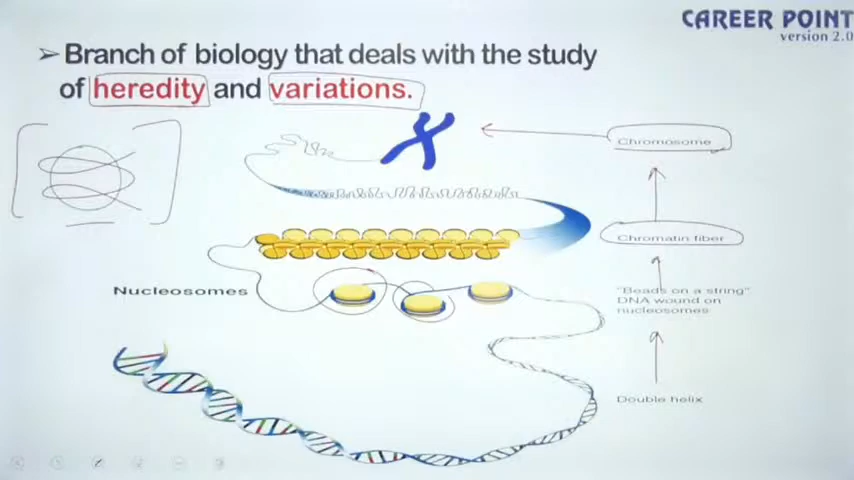 CAREER POINT
version 2.0
➢ Branch of biology that deals with the study
of heredity and variations.
Chromosome
Chromatin fiber
Nucleosomes
"Beads on a string"
DNA wound on
nucleosomes
Double helix